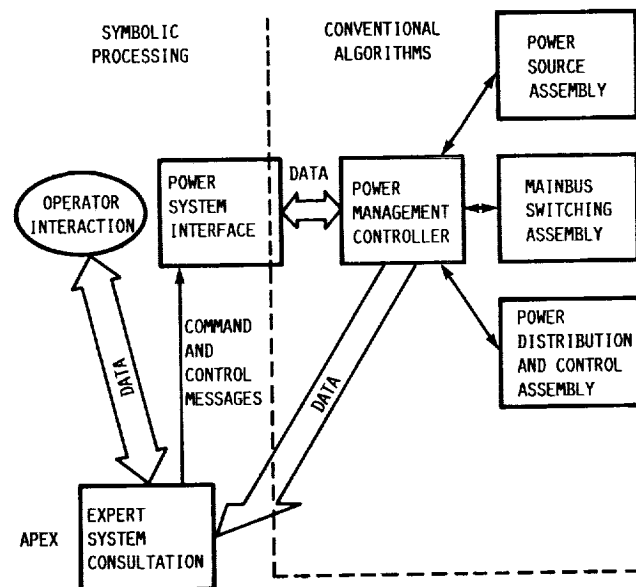 SYMBOLIC
PROCESSING
CONVENTIONAL
ALGORITHMS
POWER
SOURCE
ASSEMBLY
OPERATOR
INTERACTION
POWER
SYSTEM
INTERFACE
DATA
POWER
MANAGEMENT
CONTROLLER
MAINBUS
SWITCHING
ASSEMBLY
POWER
DISTRIBUTION
AND CONTROL
ASSEMBLY
COMMAND
AND
CONTROL
MESSAGES
DATA
DATA
APEX
EXPERT
SYSTEM
CONSULTATION